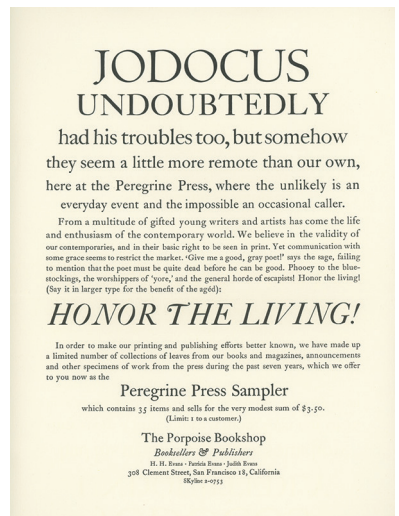 JODOCUS
UNDOUBTEDLY
had his troubles too, but somehow
they seem a little more remote than our own,
here at the Peregrine Press, where the unlikely is an
everyday event and the impossible an occasional caller.
From a multitude of gifted young writers and artists has come the life
and enthusiasm of the contemporary world. We believe in the validity of
our contemporaries, and in their basic right to be seen in print. Yet communication with
some grace seems to restrict the market. 'Give me a good, gray poet!' says the sage, failing
to mention that the poet must be quite dead before he can be good. Phooey to the blue-
stockings, the worshippers of 'yore,' and the general horde of escapists! Honor the living!
(Say it in larger type for the benefit of the agéd):
HONOR THE LIVING!
In order to make our printing and publishing efforts better known, we have made up
a limited number of collections of leaves from our books and magazines, announcements
and other specimens of work from the press during the past seven years, which we offer
to you now as the
Peregrine Press Sampler
which contains 35 items and sells for the very modest sum of $3.50.
(Limit: 1 to a customer.)
The Porpoise Bookshop
Booksellers & Publishers
H. H. Evans · Patricia Evans · Judith Evans
308 Clement Street, San Francisco 18, California
SKyline 2-0753